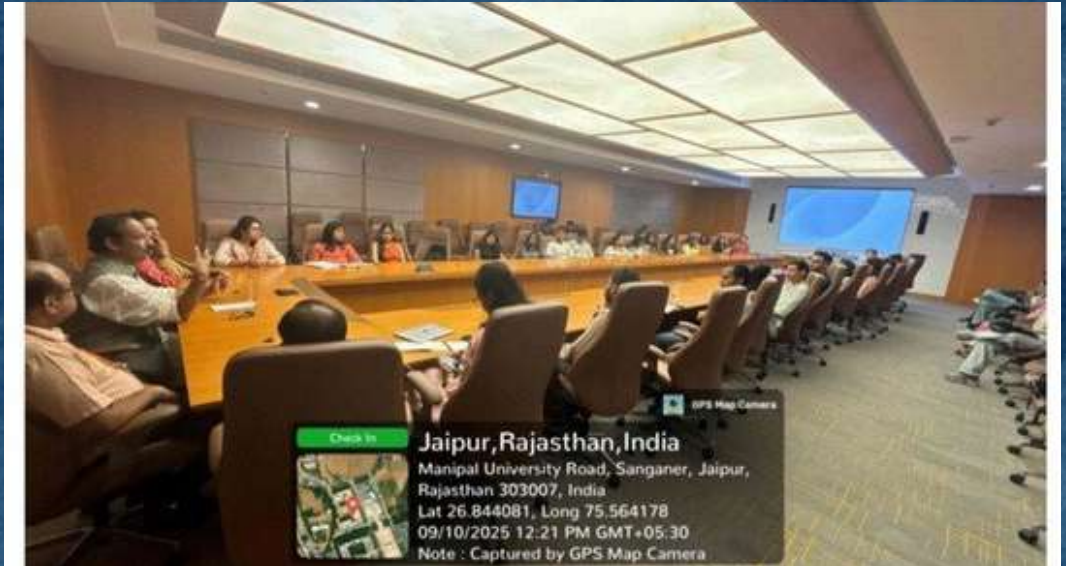 GPS Map Camera
Check In
Jaipur,Rajasthan,India
Manipal University Road, Sanganer, Jaipur,
Rajasthan 303007, India
Lat 26.844081, Long 75.564178
09/10/2025 12:21 PM GMT+05:30
Note : Captured by GPS Map Camera